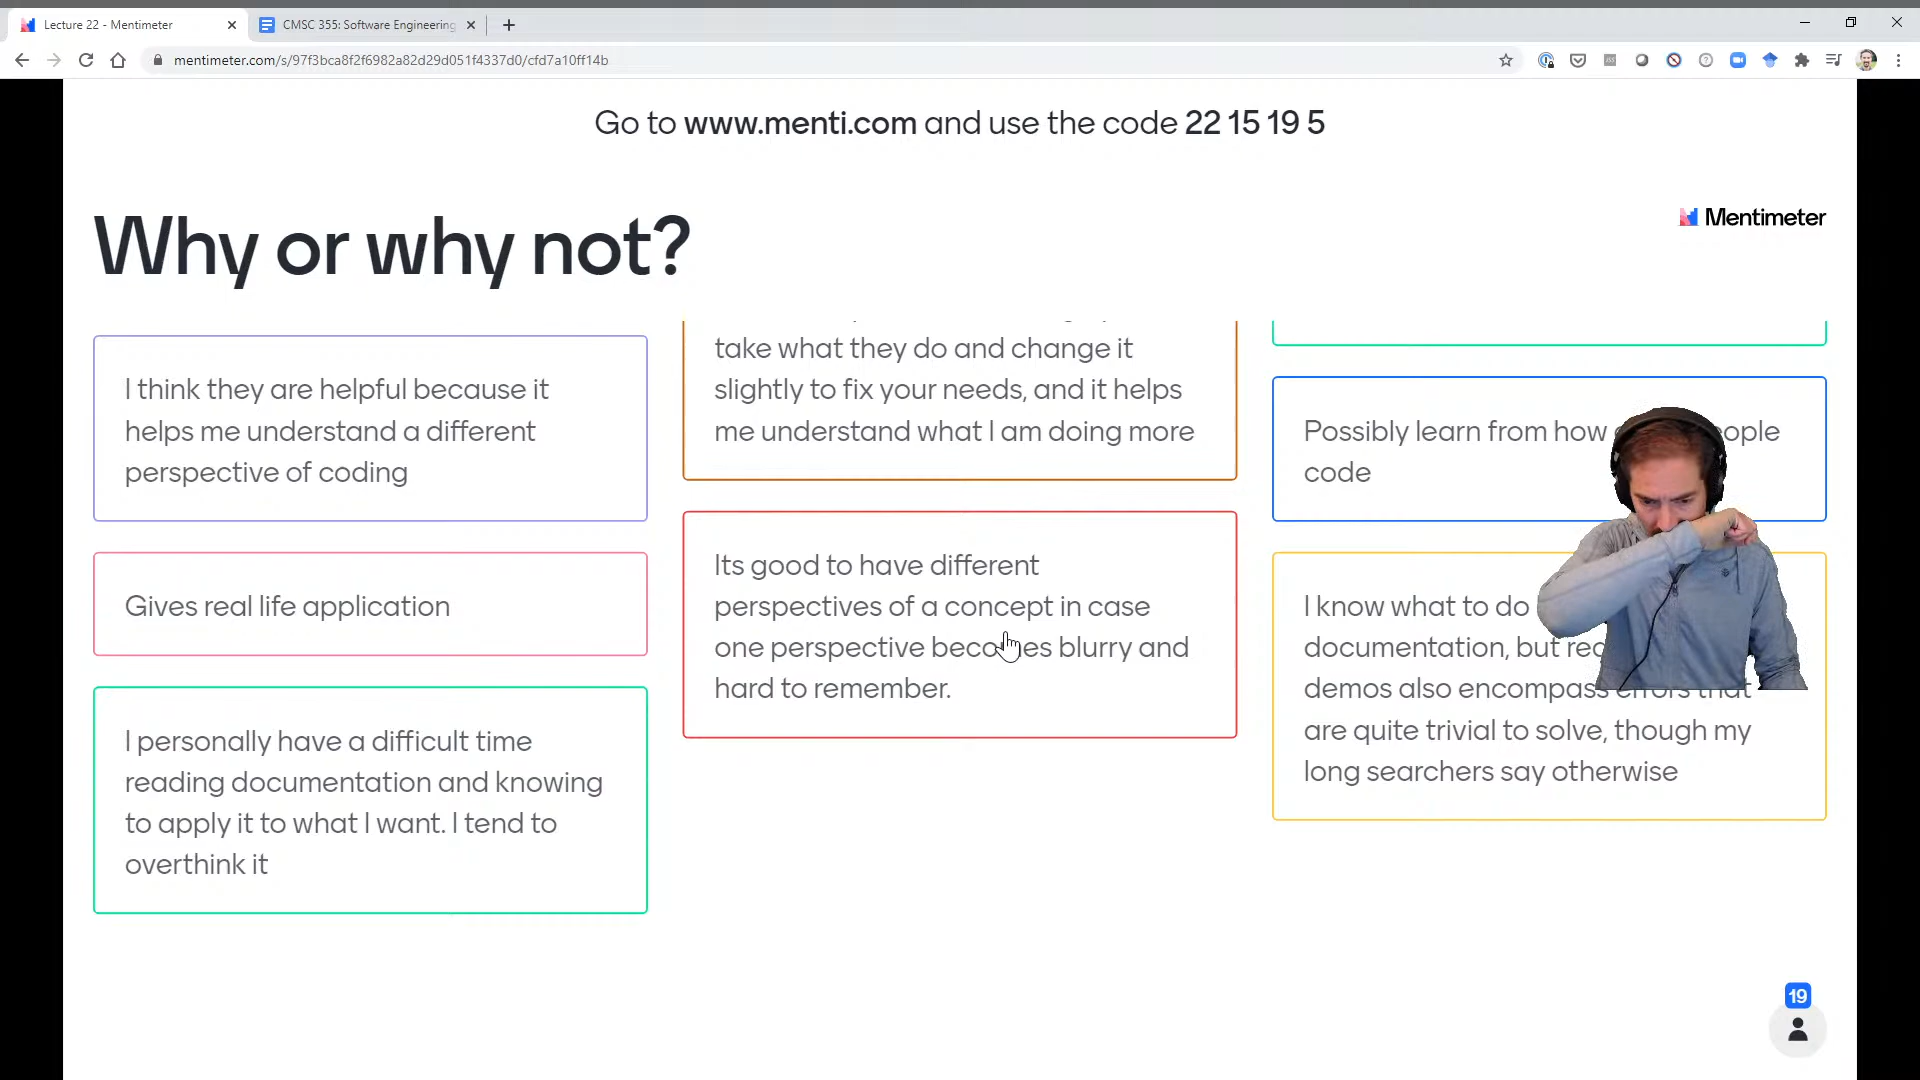 Lecture 22 - Mentimeter
CMSC 355: Software Engineering
mentimeter.com/s/97f3bca8f2f6982a82d29d051f4337d0/cfd7a10ff14b
Go to www.menti.com and use the code 22 15 19 5
Why or why not?
Mentimeter
I think they are helpful because it
helps me understand a different
perspective of coding
Gives real life application
I personally have a difficult time
reading documentation and knowing
to apply it to what I want. I tend to
overthink it
take what they do and change it
slightly to fix your needs, and it helps
me understand what I am doing more
Its good to have different
perspectives of a concept in case
one perspective becomes blurry and
hard to remember.
Possibly learn from how
code
I know what to do
documentation, but
demos also encompass errors that
are quite trivial to solve, though my
long searchers say otherwise
19